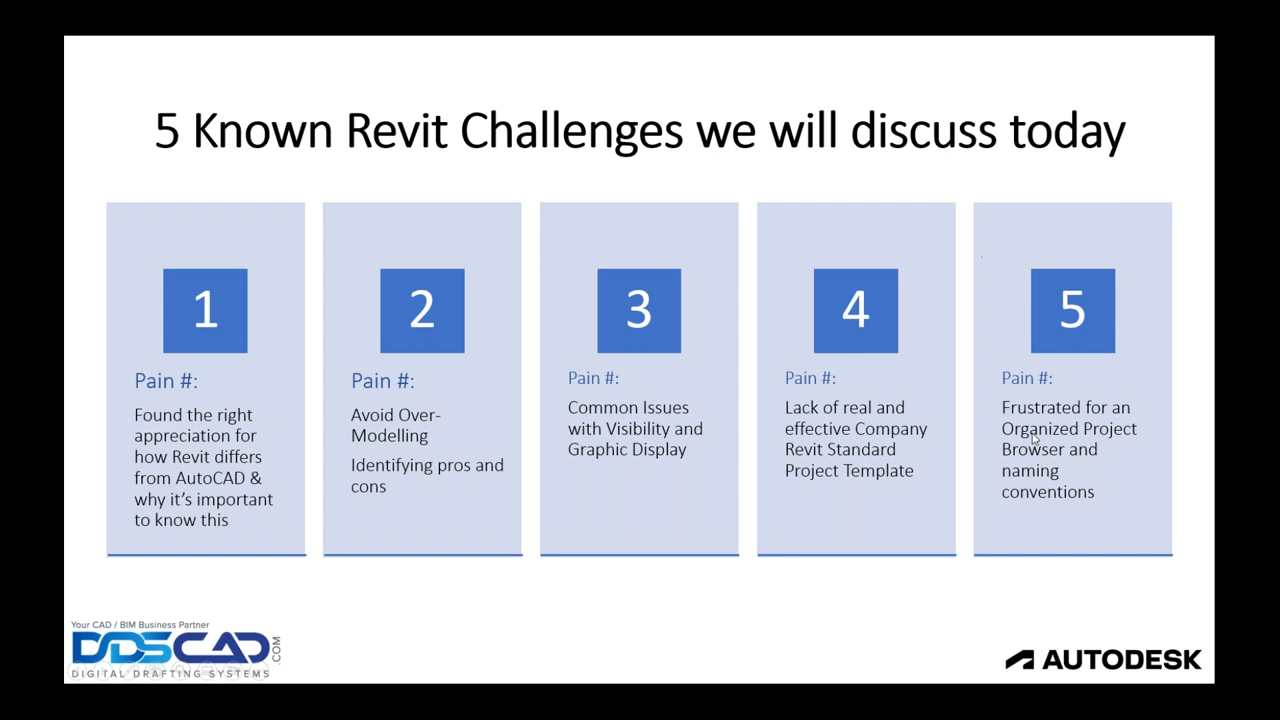 5 Known Revit Challenges we will discuss today
1
Pain #:
Found the right
appreciation for
how Revit differs
from AutoCAD &
why it's important
to know this
2
Pain #:
Avoid Over-
Modelling
Identifying pros and
cons
3
Pain #:
Common Issues
with Visibility and
Graphic Display
4
Pain #:
Lack of real and
effective Company
Revit Standard
Project Template
5
Pain #:
Frustrated for an
Organized Project
Browser and
naming
conventions
Your CAD / BIM Business Partner
DDSCAD.COM
DIGITAL DRAFTING SYSTEMS
AUTODESK